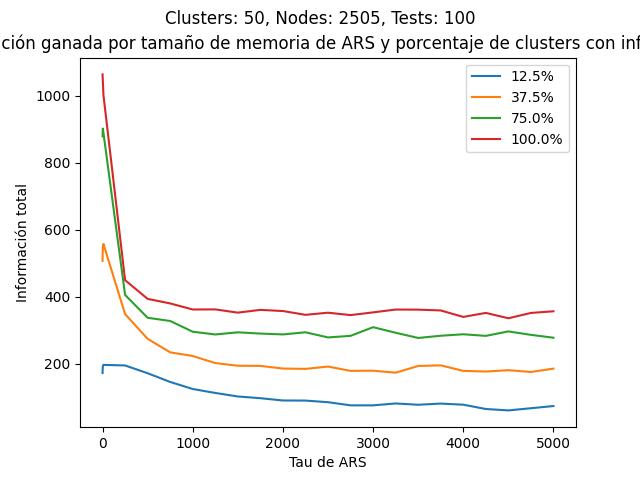 Clusters: 50, Nodes: 2505, Tests: 100
ción ganada por tamaño de memoria de ARS y porcentaje de clusters con inf
12.5%
37.5%
75.0%
100.0%
1000
800
600
400
200
Información total
0 1000 2000 3000 4000 5000
Tau de ARS